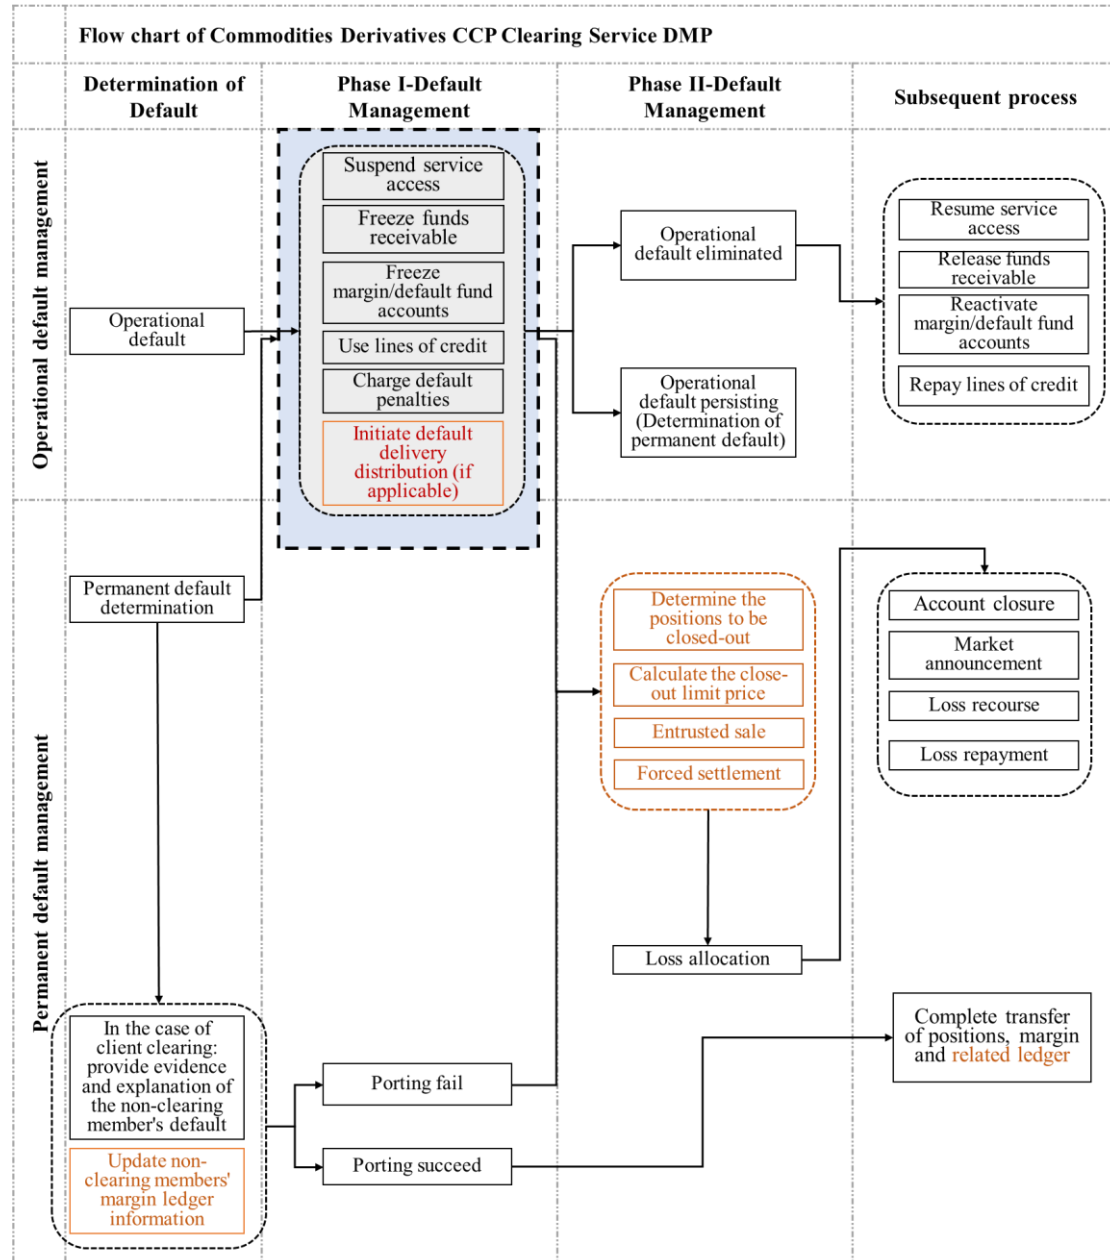 Flow chart of Commodities Derivatives CCP Clearing Service DMP
Determination of
Default
Phase I-Default
Management
Phase II-Default
Management
Subsequent process
Operational default management
Operational
default
Suspend service
access
Freeze funds
receivable
Freeze
margin/default fund
accounts
Use lines of credit
Charge default
penalties
Initiate default
delivery
distribution (if
applicable)
Operational
default eliminated
Operational
default persisting
(Determination of
permanent default)
Resume service
access
Release funds
receivable
Reactivate
margin/default fund
accounts
Repay lines of credit
Permanent default management
Permanent default
determination
Determine the
positions to be
closed-out
Calculate the close-
out limit price
Entrusted sale
Forced settlement
Loss allocation
Account closure
Market
announcement
Loss recourse
Loss repayment
In the case of
client clearing:
provide evidence
and explanation of
the non-clearing
member's default
Update non-
clearing members'
margin ledger
information
Porting fail
Porting succeed
Complete transfer
of positions, margin
and related ledger